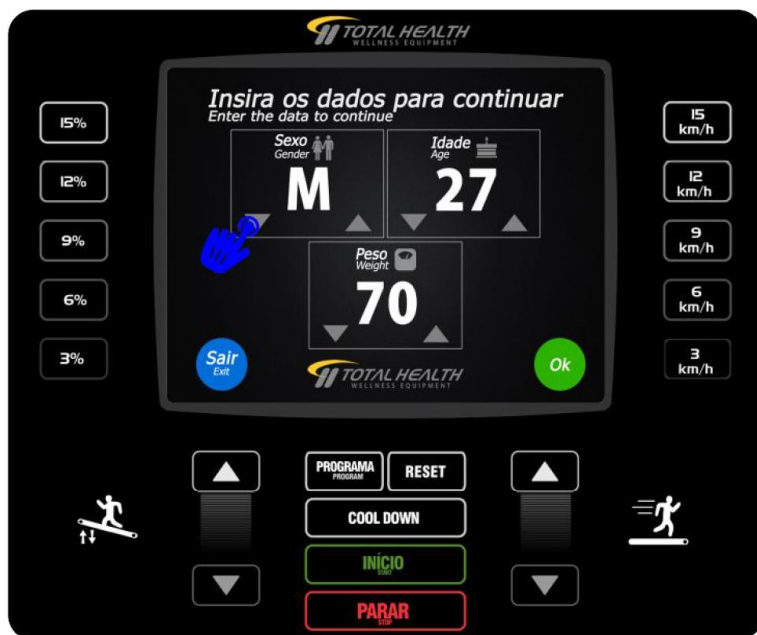 TOTAL HEALTH
WELLNESS EQUIPMENT
Insira os dados para continuar
Enter the data to continue
Sexo
Gender
M
Idade
Age
27
Peso
Weight
70
Sair
Exit
Ok
TOTAL HEALTH
WELLNESS EQUIPMENT
15%
12%
9%
6%
3%
15
km/h
12
km/h
9
km/h
6
km/h
3
km/h
PROGRAMA
PROGRAM
RESET
COOL DOWN
INÍCIO
START
PARAR
STOP